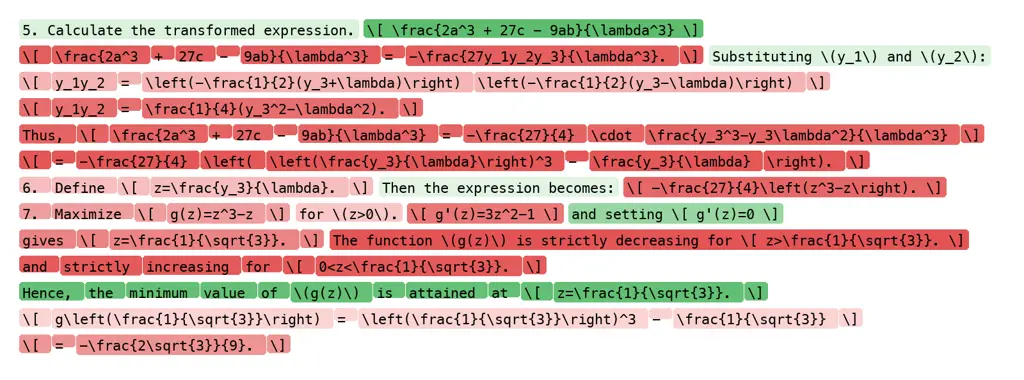 5. Calculate the transformed expression. \[ \frac{2a^3 + 27c − 9ab}{\lambda^3} \]
\[ \frac{2a^3 + 27c − 9ab}{\lambda^3} = −\frac{27y_1y_2y_3}{\lambda^3}. \] Substituting \(y_1\) and \(y_2\):
\[ y_1y_2 = \left(−\frac{1}{2}(y_3+\lambda)\right) \left(−\frac{1}{2}(y_3−\lambda)\right) \]
\[ y_1y_2 = \frac{1}{4}(y_3^2−\lambda^2). \]
Thus, \[ \frac{2a^3 + 27c − 9ab}{\lambda^3} = −\frac{27}{4} \cdot \frac{y_3^3−y_3\lambda^2}{\lambda^3} \]
\[ = −\frac{27}{4} \left( \left(\frac{y_3}{\lambda}\right)^3 − \frac{y_3}{\lambda} \right). \]
6. Define \[ z=\frac{y_3}{\lambda}. \] Then the expression becomes: \[ −\frac{27}{4}\left(z^3−z\right). \]
7. Maximize \[ g(z)=z^3−z \] for \(z>0\). \[ g'(z)=3z^2−1 \] and setting \[ g'(z)=0 \]
gives \[ z=\frac{1}{\sqrt{3}}. \] The function \(g(z)\) is strictly decreasing for \[ z>\frac{1}{\sqrt{3}}. \]
and strictly increasing for \[ 0<z<\frac{1}{\sqrt{3}}. \]
Hence, the minimum value of \(g(z)\) is attained at \[ z=\frac{1}{\sqrt{3}}. \]
\[ g\left(\frac{1}{\sqrt{3}}\right) = \left(\frac{1}{\sqrt{3}}\right)^3 − \frac{1}{\sqrt{3}} \]
\[ = −\frac{2\sqrt{3}}{9}. \]